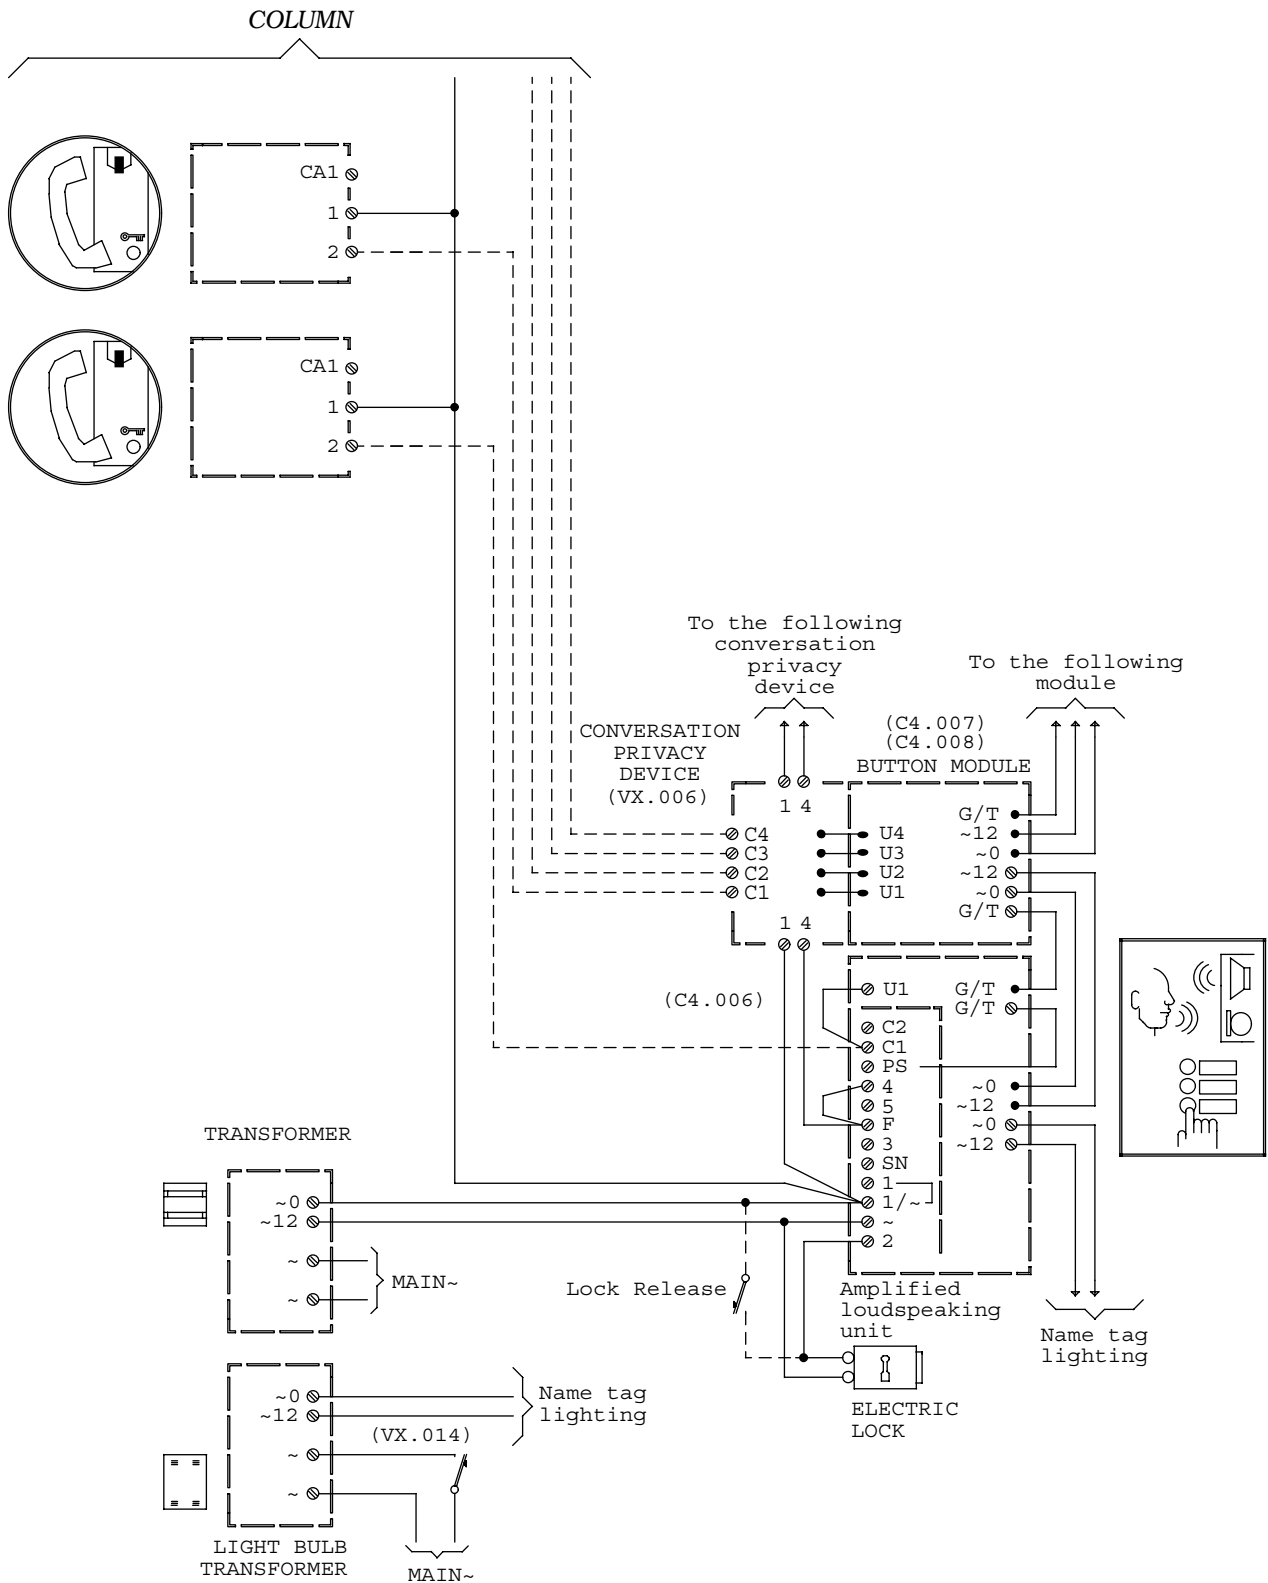 COLUMN
CA1
1
2
CA1
1
2
To the following
conversation
privacy
device
To the following
module
CONVERSATION
PRIVACY
DEVICE
(VX.006)
(C4.007)
(C4.008)
BUTTON MODULE
1 4
C4
C3
C2
C1
1 4
U4
U3
U2
U1
G/T
~12
~0
~12
~0
G/T
(C4.006)
U1
C2
C1
PS
4
5
F
3
SN
1
1/~
~
2
G/T
G/T
~0
~12
~0
~12
TRANSFORMER
~0
~12
~
~
MAIN~
Lock Release
Amplified
loudspeaking
unit
Name tag
lighting
ELECTRIC
LOCK
~0
~12
~
~
Name tag
lighting
(VX.014)
LIGHT BULB
TRANSFORMER
MAIN~